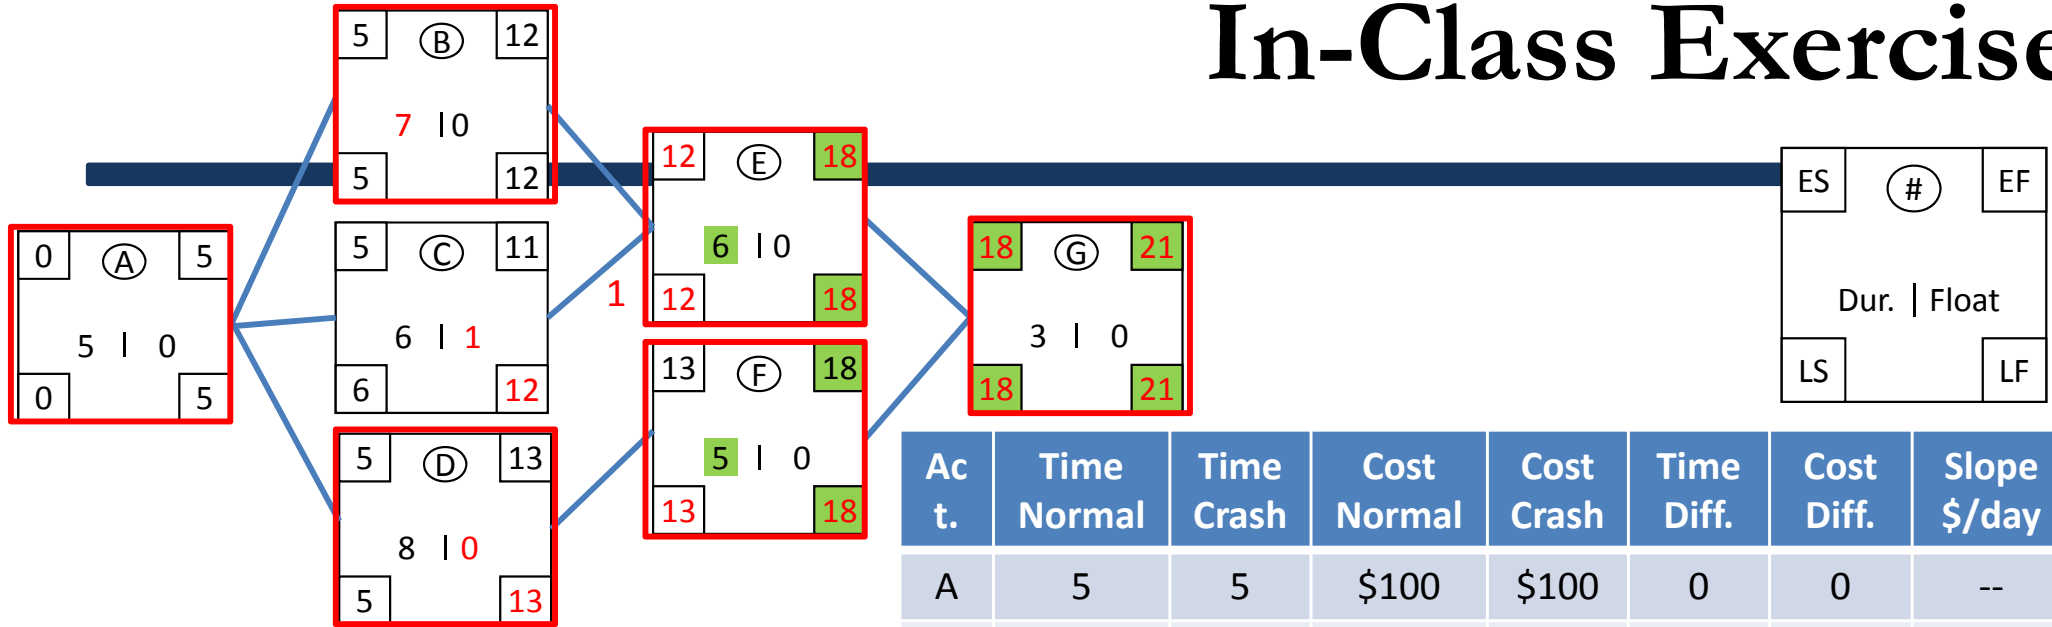 In-Class Exercise
5 B 12
7 | 0
5 12
0 A 5
5 | 0
0 5
5 C 11
6 | 1
6 12
5 D 13
8 | 0
5 13
1
12 E 18
6 | 0
12 18
13 F 18
5 | 0
13 18
18 G 21
3 | 0
18 21
ES # EF
Dur. | Float
LS LF
Ac Time Time Cost Cost Time Cost Slope
t. Normal Crash Normal Crash Diff. Diff. $/day
A 5 5 $100 $100 0 0 --